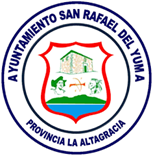 AYUNTAMIENTO SAN RAFAEL DEL YUMA
PROVINCIA LA ALTAGRACIA